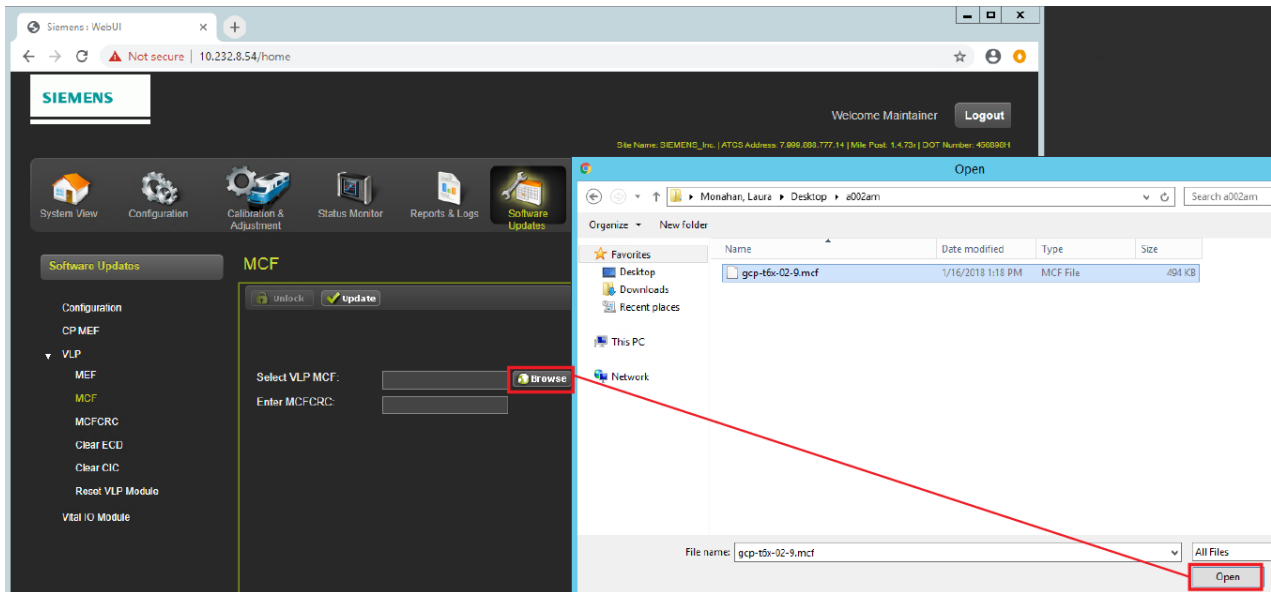 Siemens : WebUI
Not secure | 10.232.8.54/home
SIEMENS
Welcome Maintainer
Logout
Site Name: SIEMENS_Inc. | ATCS Address: 7.999.888.777.14 | Mile Post: 1.4.73r | DOT Number: 456898H
System View
Configuration
Calibration &
Adjustment
Status Monitor
Reports & Logs
Software
Updates
Software Updates
Configuration
CP MEF
VLP
MEF
MCF
MCFCRC
Clear ECD
Clear CIC
Reset VLP Module
Vital IO Module
MCF
Unlock
Update
Select VLP MCF:
Browse
Enter MCFCRC:
Open
Monahan, Laura
Desktop
a002am
Search a002am
Organize
New folder
Favorites
Desktop
Downloads
Recent places
This PC
Network
Name
Date modified
Type
Size
gcp-t6x-02-9.mcf
1/16/2018 1:18 PM
MCF File
494 KB
File name:
gcp-t6x-02-9.mcf
All Files
Open